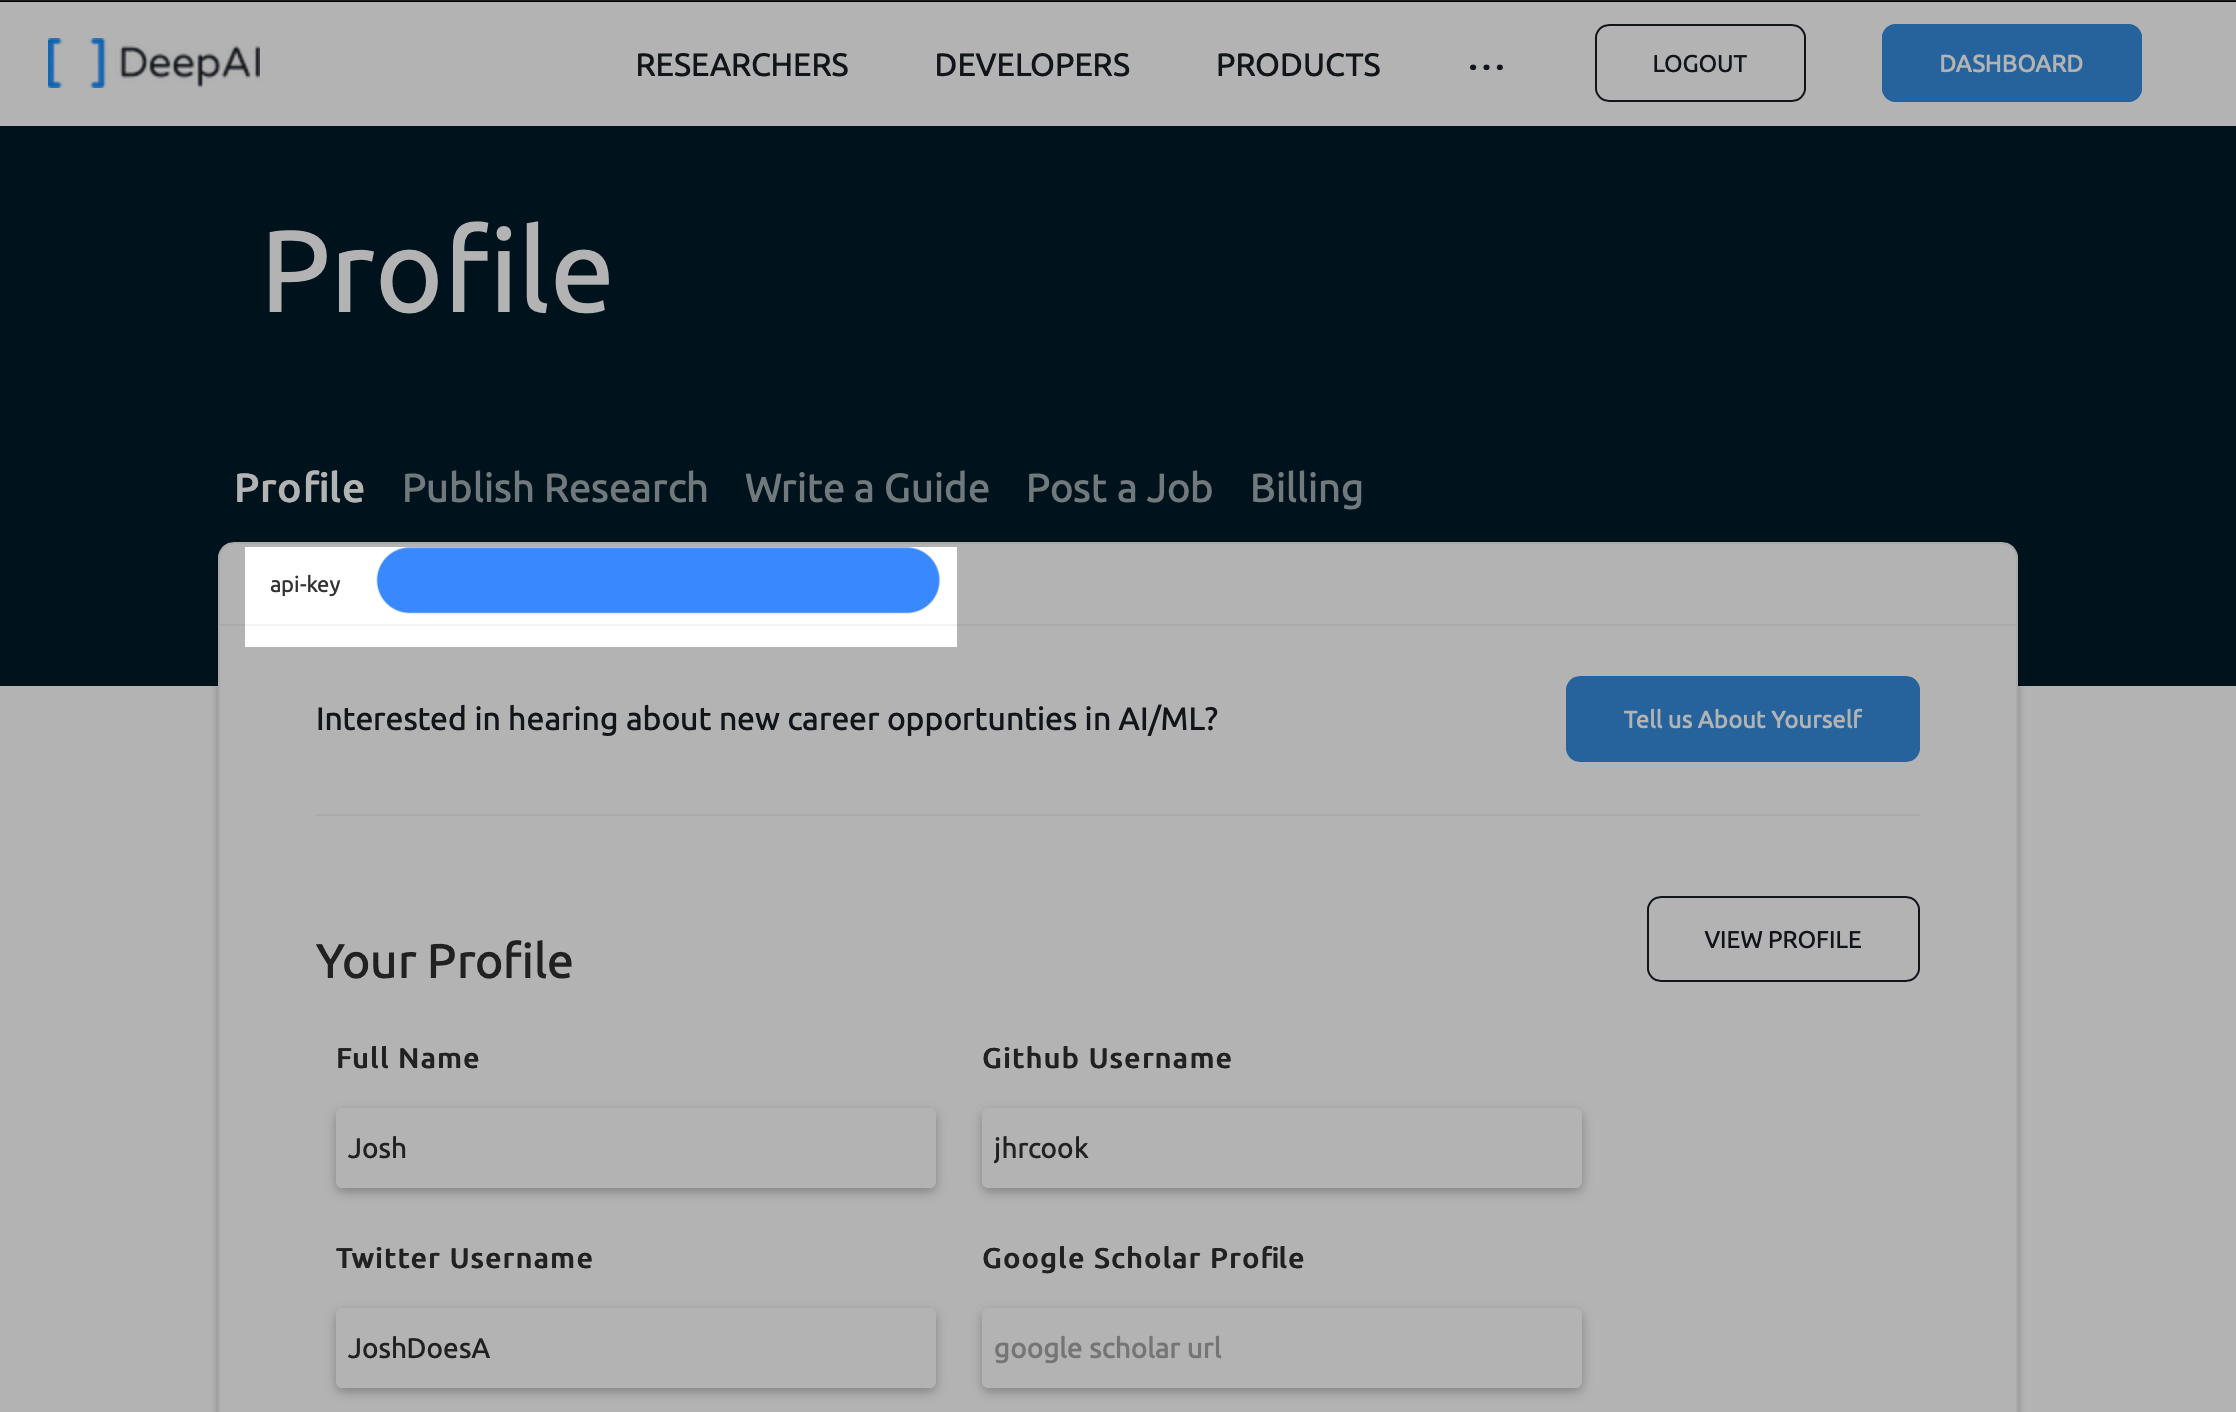 [ ] DeepAI
RESEARCHERS DEVELOPERS PRODUCTS ... LOGOUT DASHBOARD
Profile
Profile Publish Research Write a Guide Post a Job Billing
api-key
Interested in hearing about new career opportunties in AI/ML? Tell us About Yourself
VIEW PROFILE
Your Profile
Full Name Github Username
Josh jhrcook
Twitter Username Google Scholar Profile
JoshDoesA google scholar url